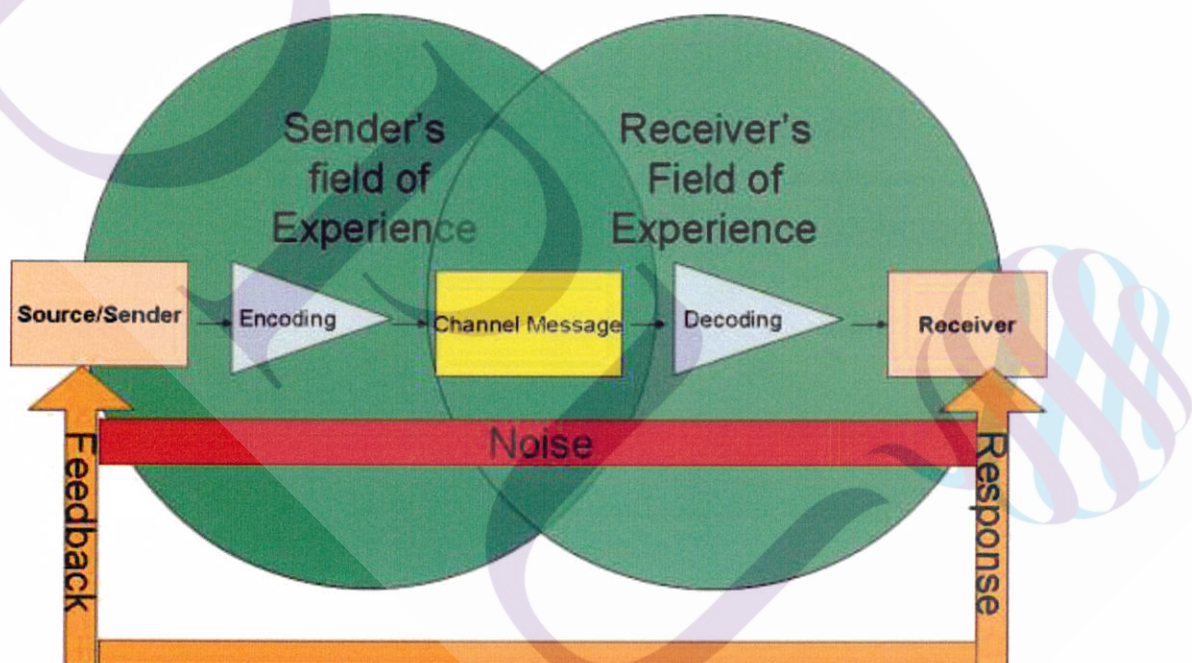 Sender's
field of
Experience
Receiver's
Field of
Experience
Source/Sender
Encoding
Channel Message
Decoding
Receiver
Noise
Feedback
Response